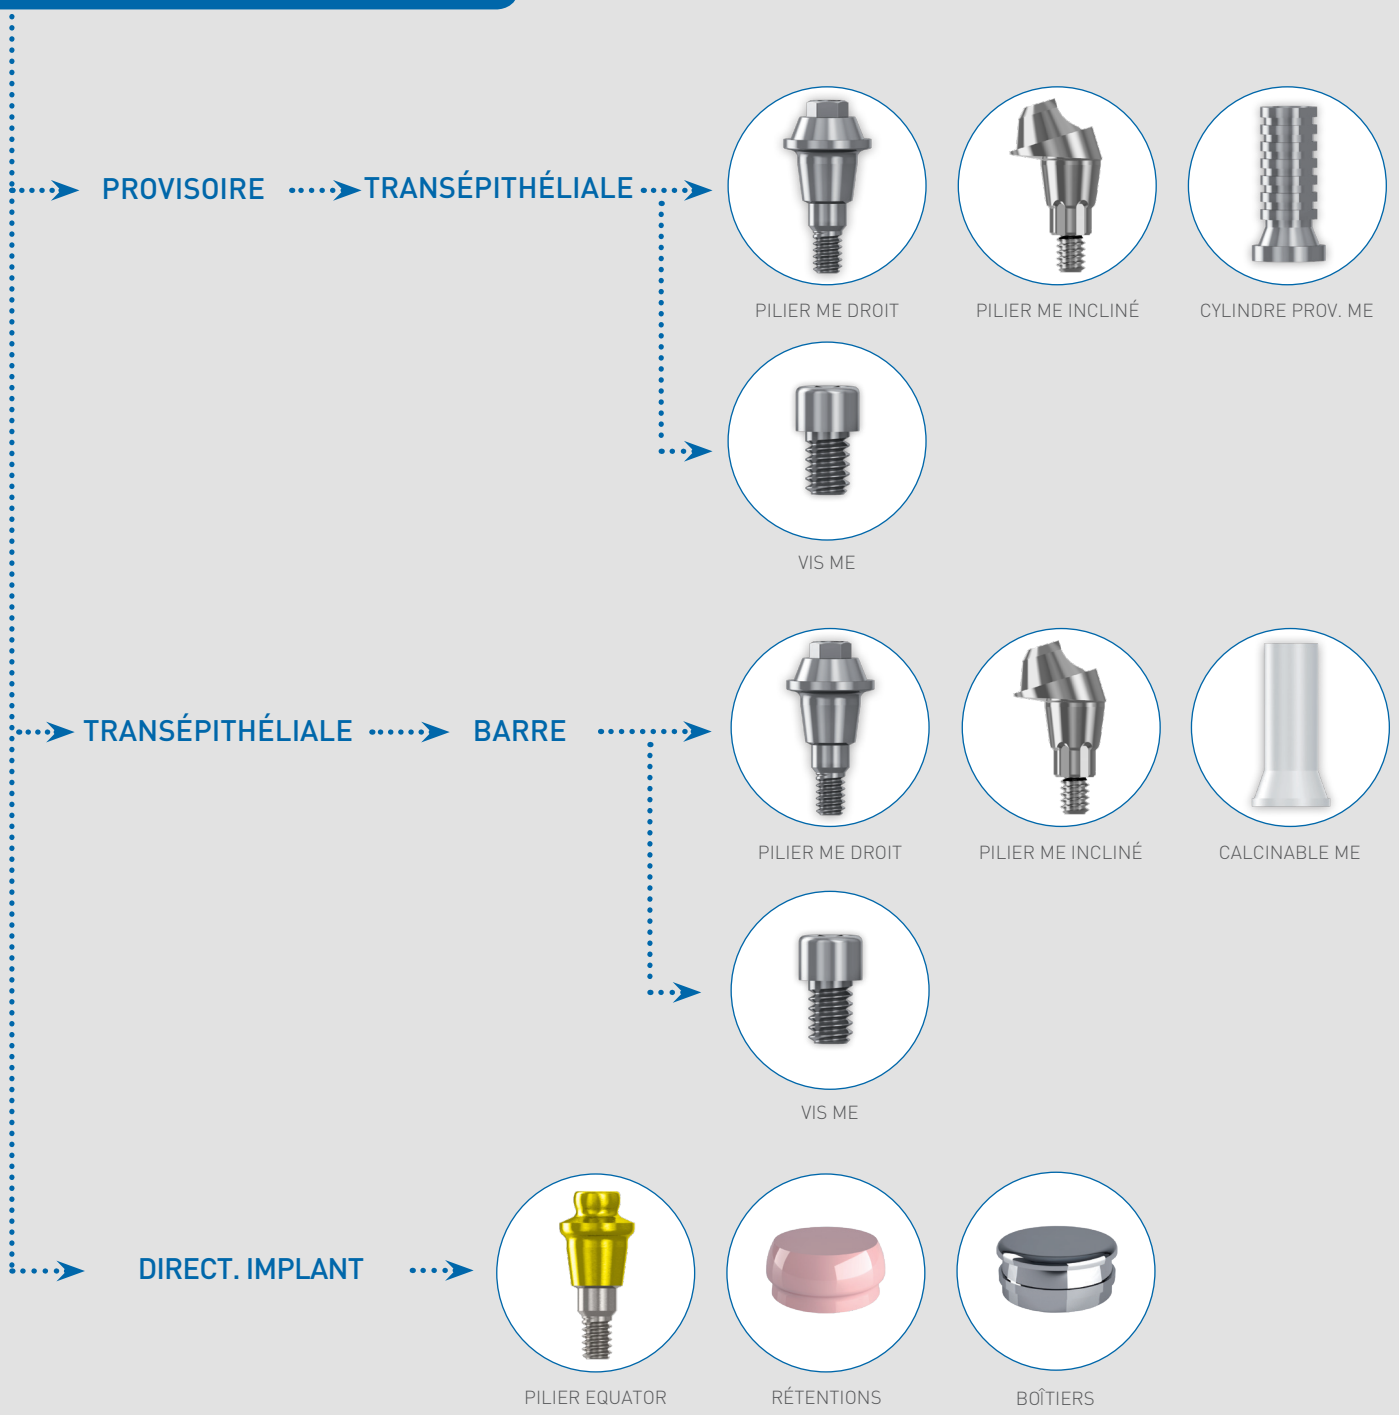 PROVISOIRE
TRANSÉPITHÉLIALE
PILIER ME DROIT
PILIER ME INCLINÉ
CYLINDRE PROV. ME
VIS ME
TRANSÉPITHÉLIALE
BARRE
PILIER ME DROIT
PILIER ME INCLINÉ
CALCINABLE ME
VIS ME
DIRECT. IMPLANT
PILIER EQUATOR
RÉTENTIONS
BOÎTIERS